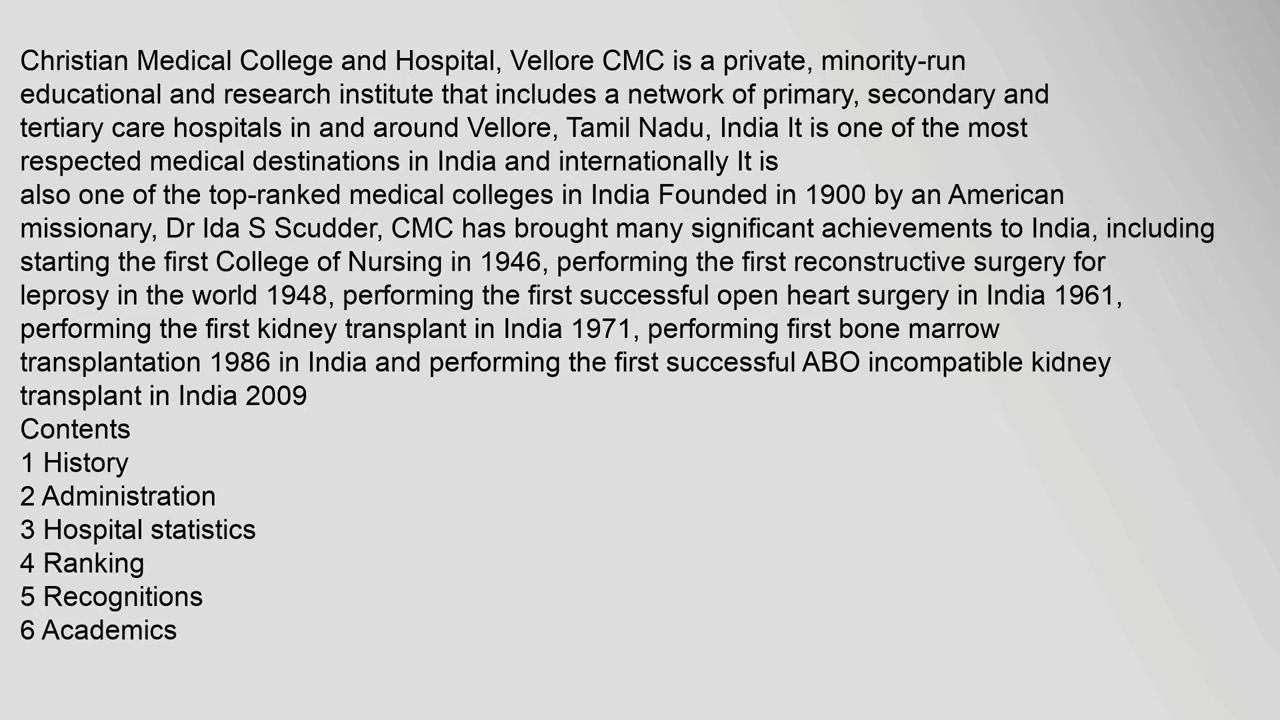 Christian Medical College and Hospital, Vellore CMC is a private, minority-run
educational and research institute that includes a network of primary, secondary and
tertiary care hospitals in and around Vellore, Tamil Nadu, India It is one of the most
respected medical destinations in India and internationally It is
also one of the top-ranked medical colleges in India Founded in 1900 by an American
missionary, Dr Ida S Scudder, CMC has brought many significant achievements to India, including
starting the first College of Nursing in 1946, performing the first reconstructive surgery for
leprosy in the world 1948, performing the first successful open heart surgery in India 1961,
performing the first kidney transplant in India 1971, performing first bone marrow
transplantation 1986 in India and performing the first successful ABO incompatible kidney
transplant in India 2009
Contents
1 History
2 Administration
3 Hospital statistics
4 Ranking
5 Recognitions
6 Academics